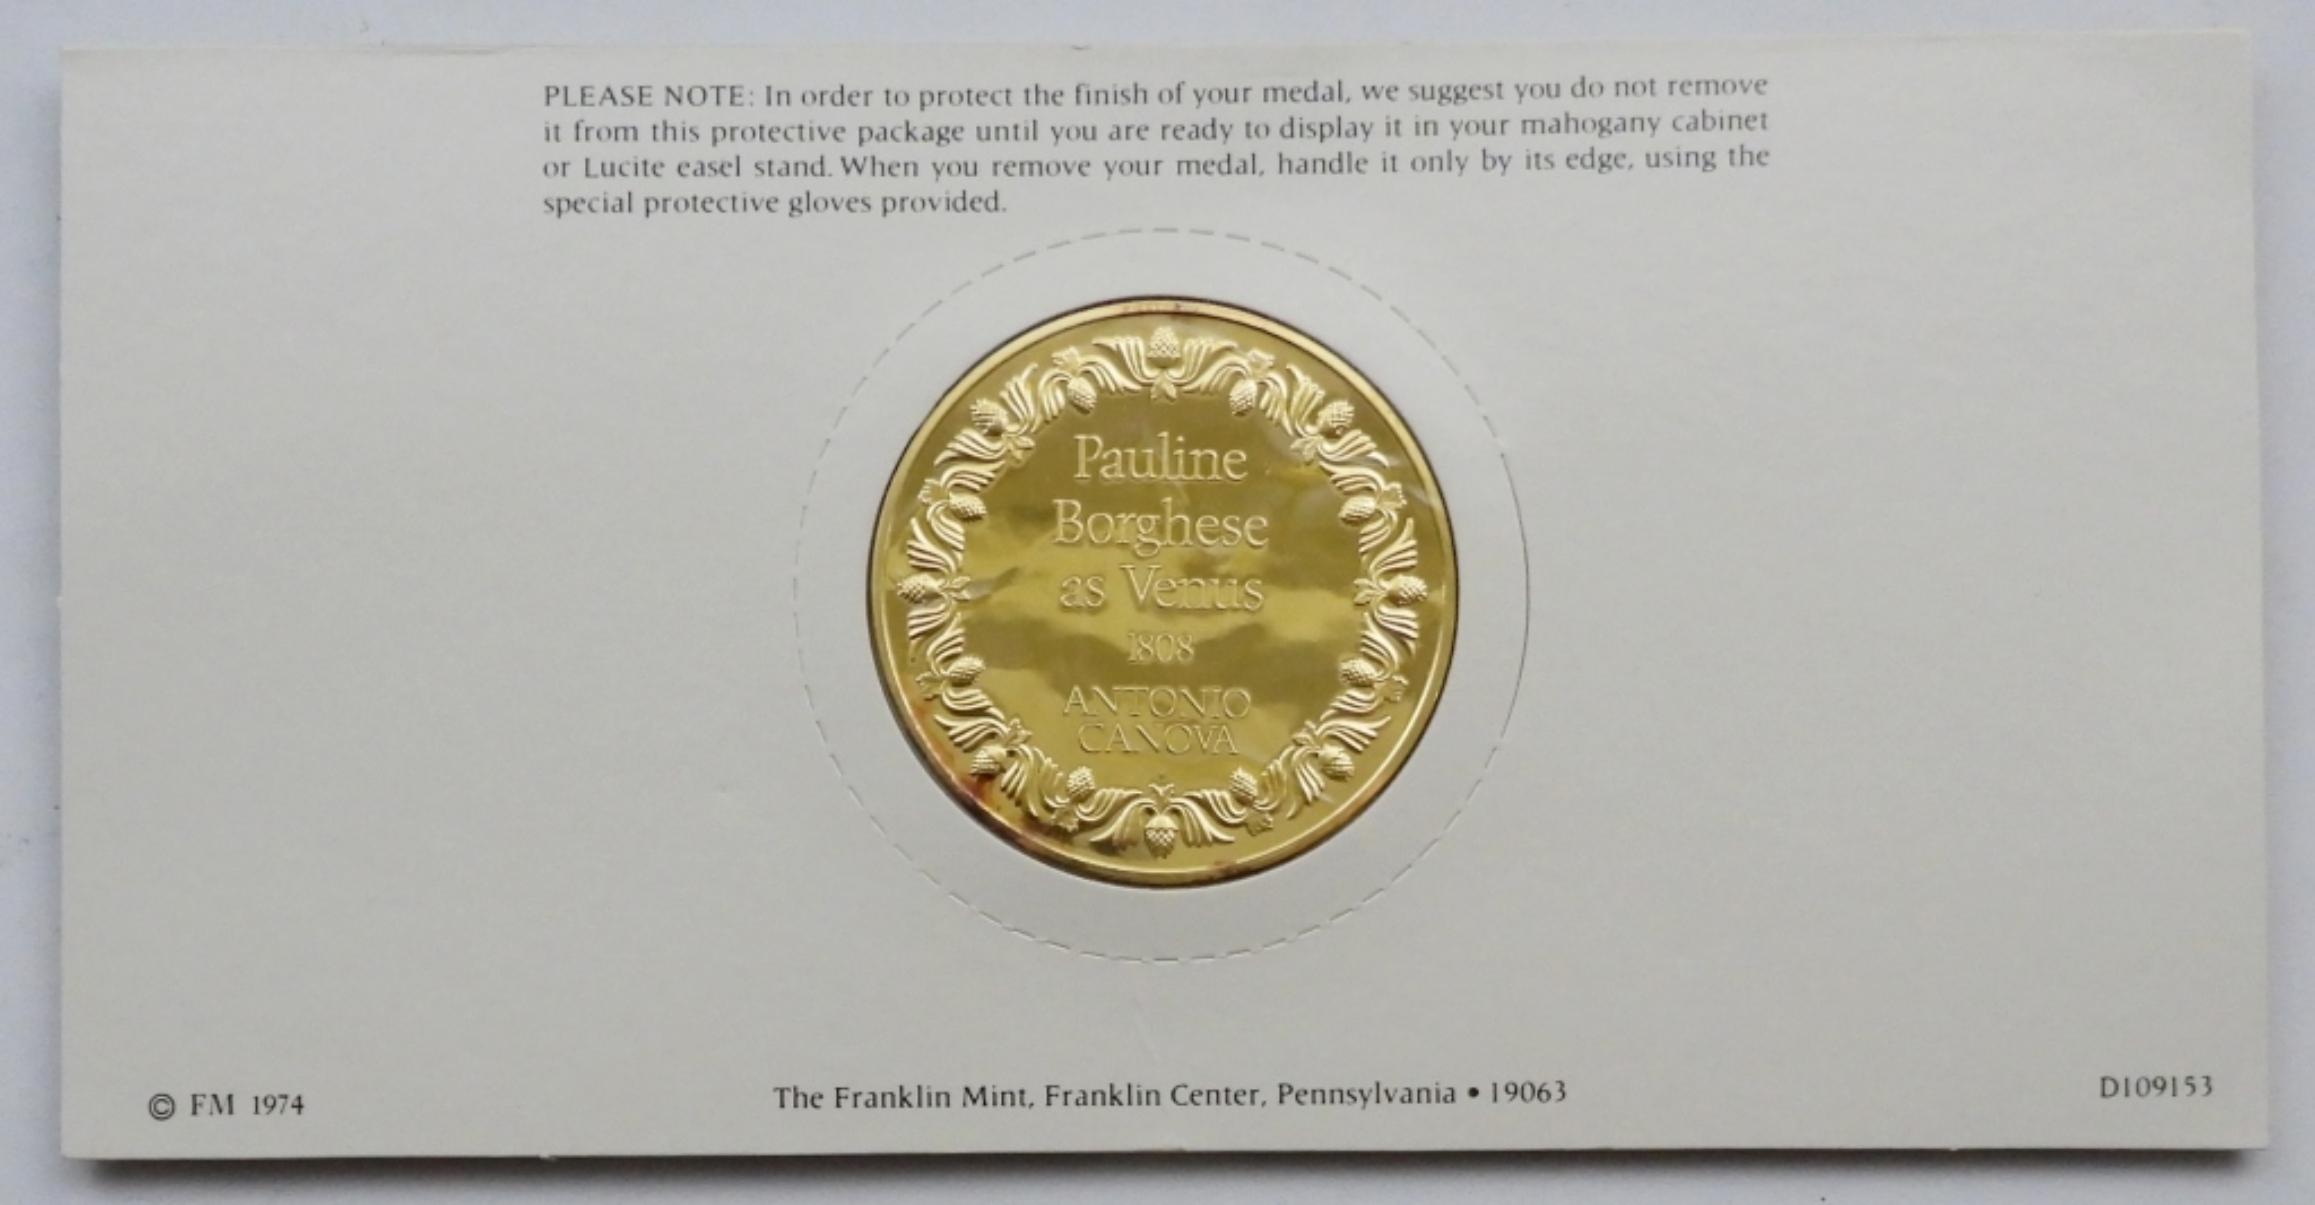 PLEASE NOTE: In order to protect the finish of your medal, we suggest you do not remove
it from this protective package until you are ready to display it in your mahogany cabinet
or Lucite easel stand. When you remove your medal, handle it only by its edge, using the
special protective gloves provided.
Pauline
Borghese
as Venus
1808
ANTONIO
CANOVA
© FM 1974
The Franklin Mint, Franklin Center, Pennsylvania • 19063
D109153